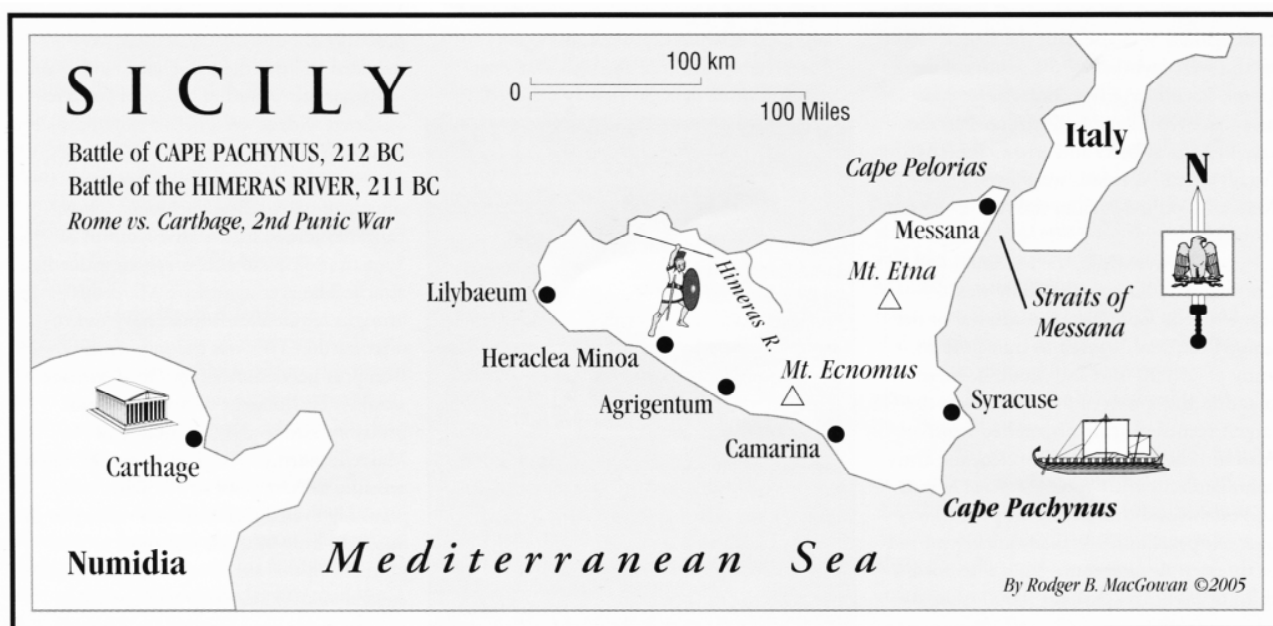 SICILY
Battle of CAPE PACHYNUS, 212 BC
Battle of the HIMERAS RIVER, 211 BC
Rome vs. Carthage, 2nd Punic War
100 km
0
100 Miles
Italy
N
Cape Pelorias
Messana
Mt. Etna
Himeras R.
Straits of
Messana
Lilybaeum
Heraclea Minoa
Mt. Ecnomus
Agrigentum
Syracuse
Camarina
Carthage
Cape Pachynus
Numidia
Mediterranean Sea
By Rodger B. MacGowan ©2005